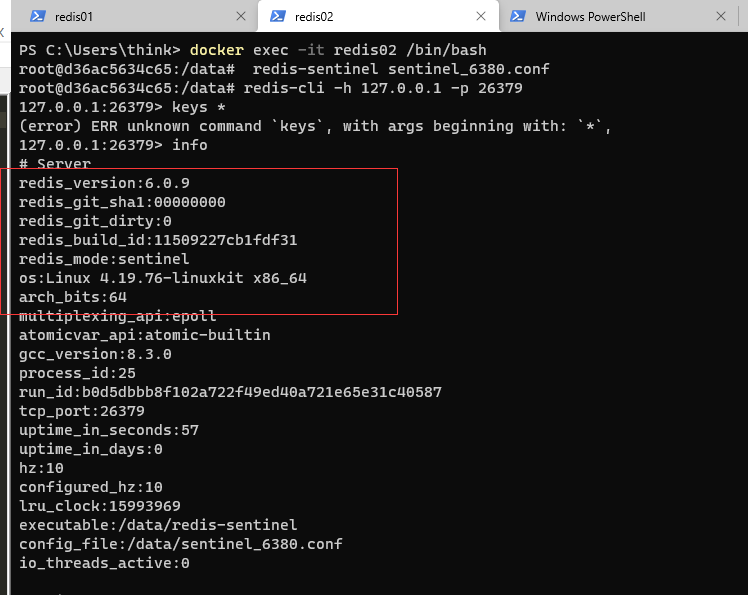 redis01
redis02
Windows PowerShell
PS C:\Users\think> docker exec -it redis02 /bin/bash
root@d36ac5634c65:/data#  redis-sentinel sentinel_6380.conf
root@d36ac5634c65:/data# redis-cli -h 127.0.0.1 -p 26379
127.0.0.1:26379> keys *
(error) ERR unknown command `keys`, with args beginning with: `*`,
127.0.0.1:26379> info
# Server
redis_version:6.0.9
redis_git_sha1:00000000
redis_git_dirty:0
redis_build_id:11509227cb1fdf31
redis_mode:sentinel
os:Linux 4.19.76-linuxkit x86_64
arch_bits:64
multiplexing_api:epoll
atomicvar_api:atomic-builtin
gcc_version:8.3.0
process_id:25
run_id:b0d5dbbb8f102a722f49ed40a721e65e31c40587
tcp_port:26379
uptime_in_seconds:57
uptime_in_days:0
hz:10
configured_hz:10
lru_clock:15993969
executable:/data/redis-sentinel
config_file:/data/sentinel_6380.conf
io_threads_active:0